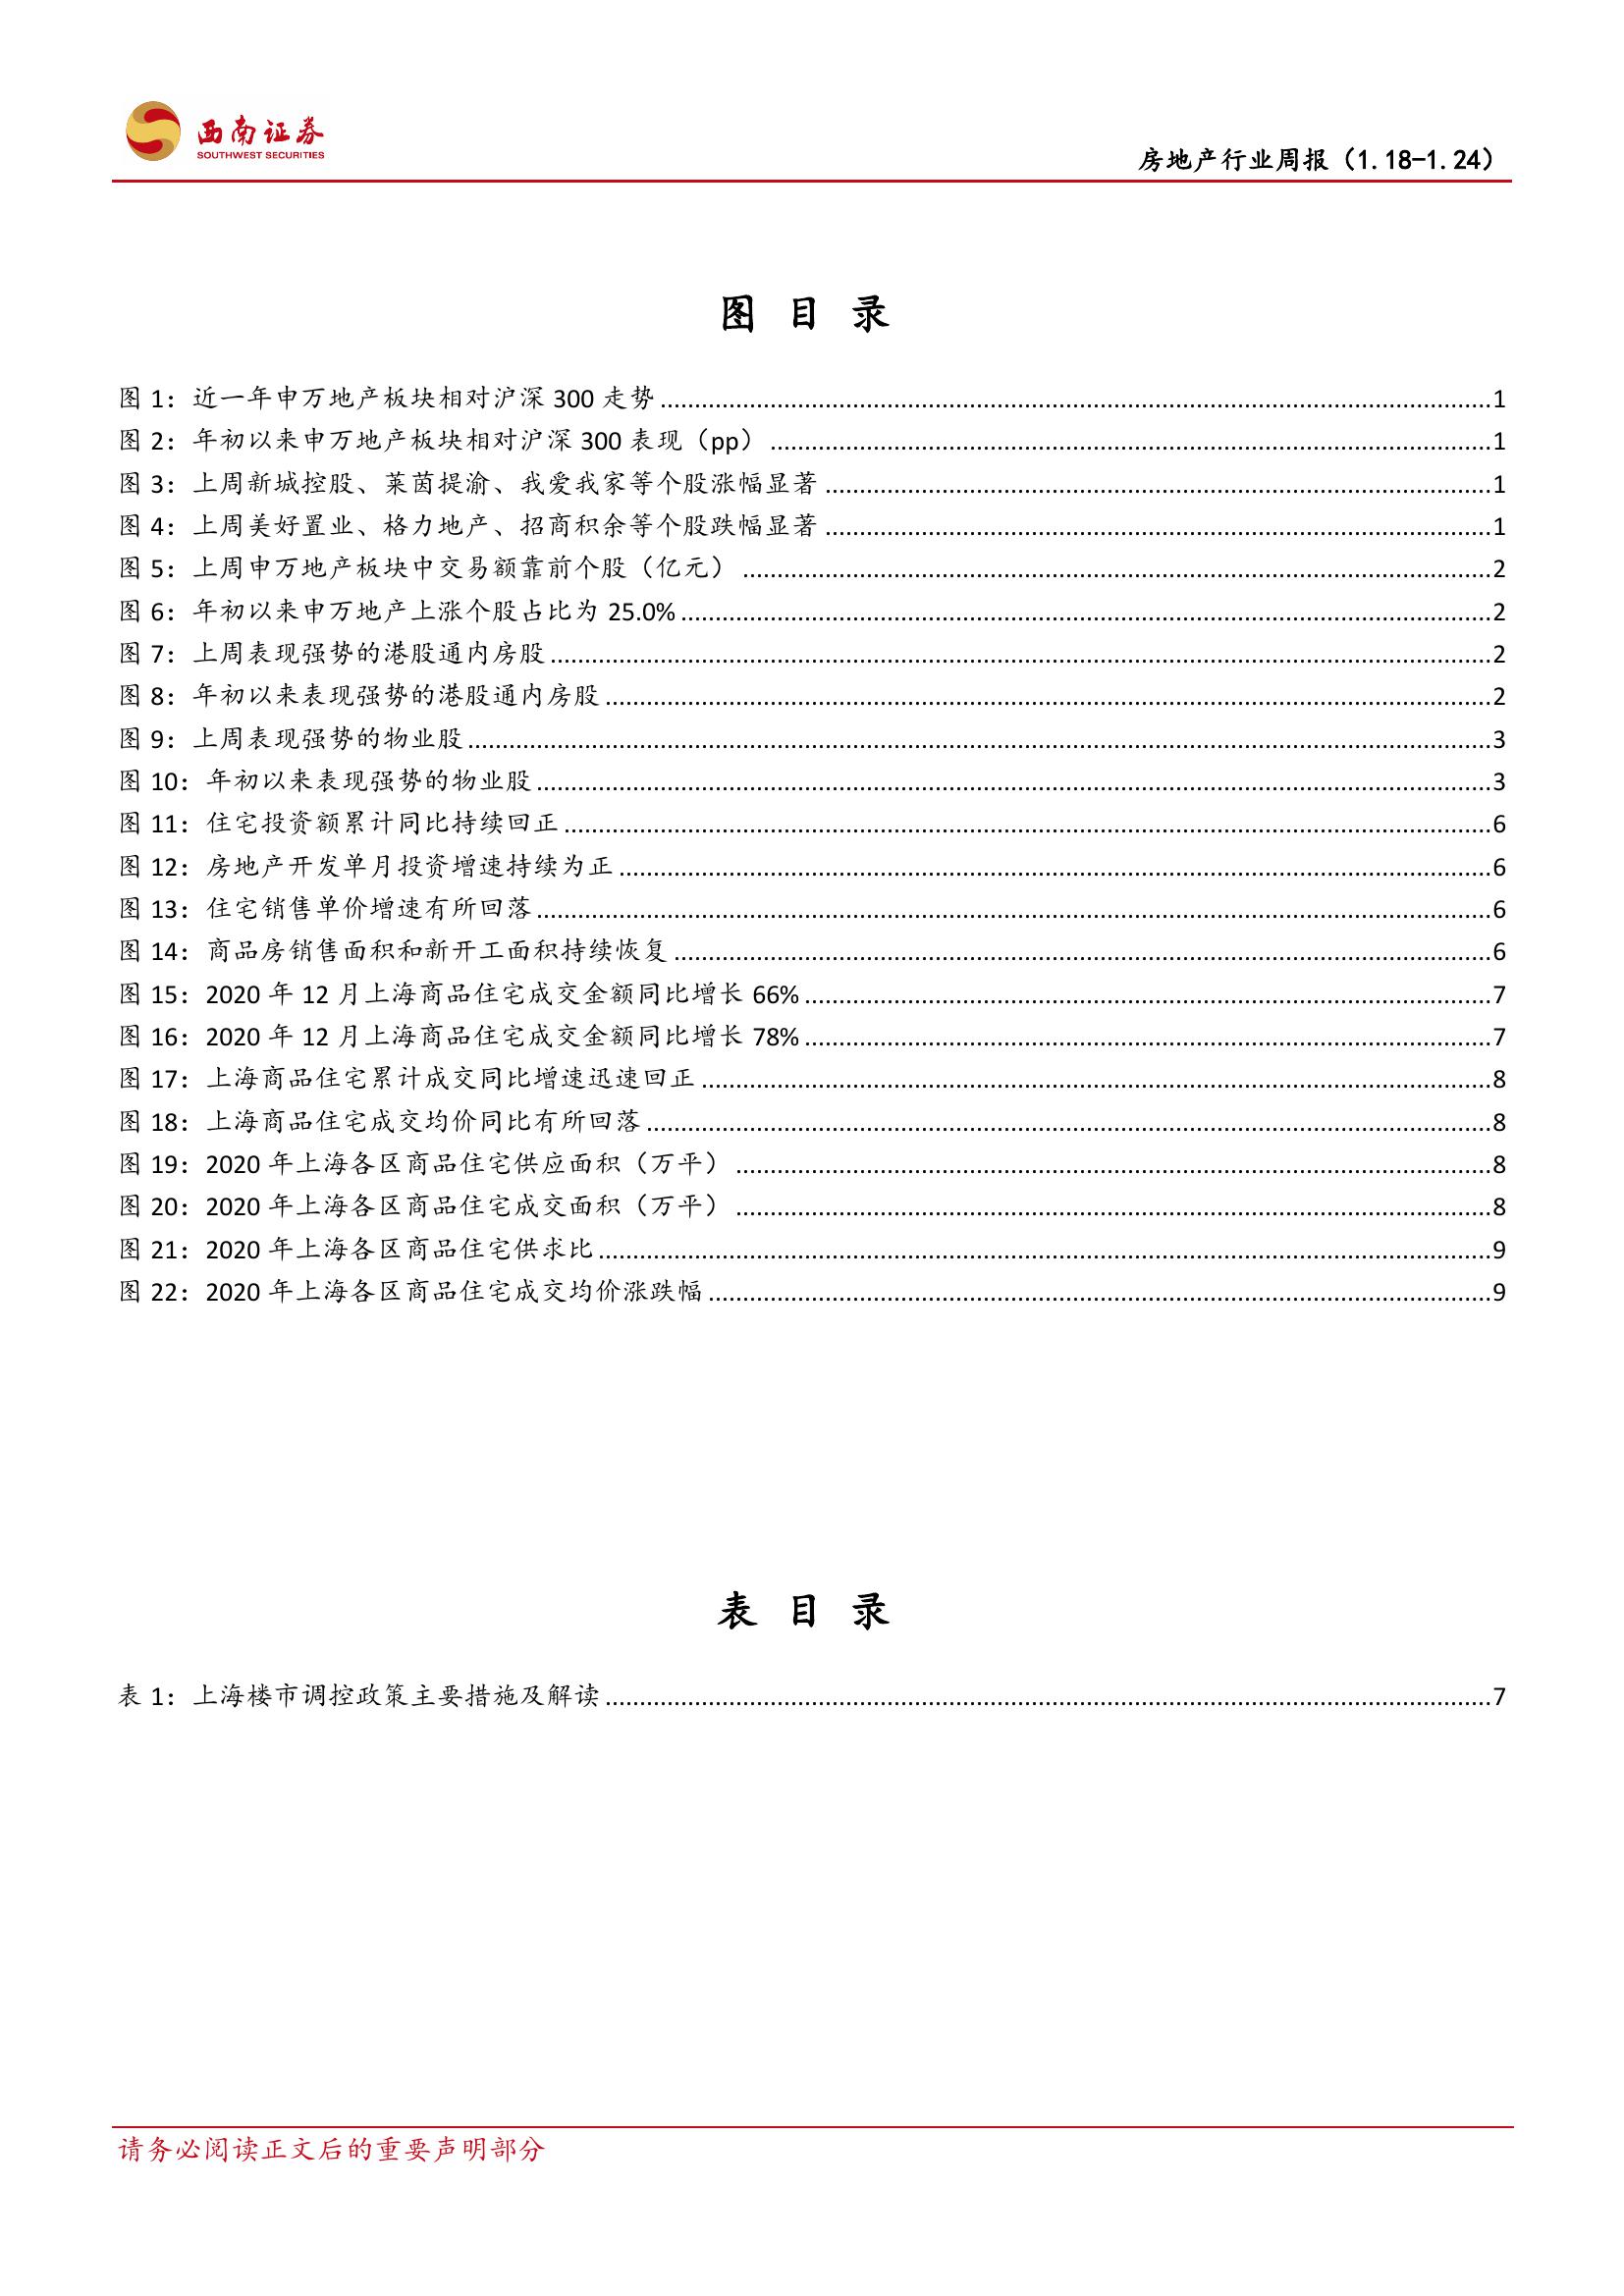 西南证券
SOUTHWEST SECURITIES
房地产行业周报（1.18-1.24）
图 目 录
图 1：近一年申万地产板块相对沪深 300 走势 1
图 2：年初以来申万地产板块相对沪深 300 表现（pp） 1
图 3：上周新城控股、莱茵提渝、我爱我家等个股涨幅显著 1
图 4：上周美好置业、格力地产、招商积余等个股跌幅显著 1
图 5：上周申万地产板块中交易额靠前个股（亿元） 2
图 6：年初以来申万地产上涨个股占比为 25.0% 2
图 7：上周表现强势的港股通内房股 2
图 8：年初以来表现强势的港股通内房股 2
图 9：上周表现强势的物业股 3
图 10：年初以来表现强势的物业股 3
图 11：住宅投资额累计同比持续回正 6
图 12：房地产开发单月投资增速持续为正 6
图 13：住宅销售单价增速有所回落 6
图 14：商品房销售面积和新开工面积持续恢复 6
图 15：2020 年 12 月上海商品住宅成交金额同比增长 66% 7
图 16：2020 年 12 月上海商品住宅成交金额同比增长 78% 7
图 17：上海商品住宅累计成交同比增速迅速回正 8
图 18：上海商品住宅成交均价同比有所回落 8
图 19：2020 年上海各区商品住宅供应面积（万平） 8
图 20：2020 年上海各区商品住宅成交面积（万平） 8
图 21：2020 年上海各区商品住宅供求比 9
图 22：2020 年上海各区商品住宅成交均价涨跌幅 9
表 目 录
表 1：上海楼市调控政策主要措施及解读 7
请务必阅读正文后的重要声明部分